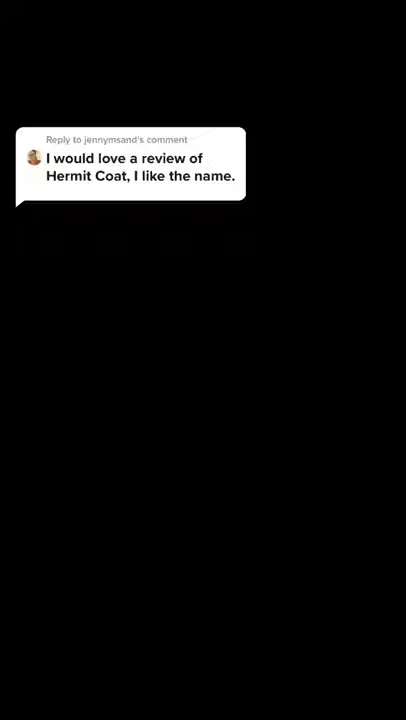 Reply to jennymsand's comment
I would love a review of
Hermit Coat, I like the name.